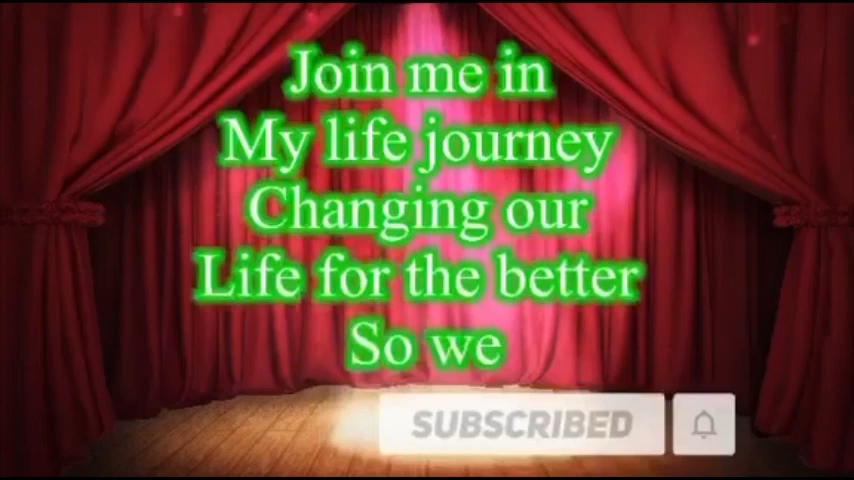 Join me in
My life journey
Changing our
Life for the better
So we
SUBSCRIBED